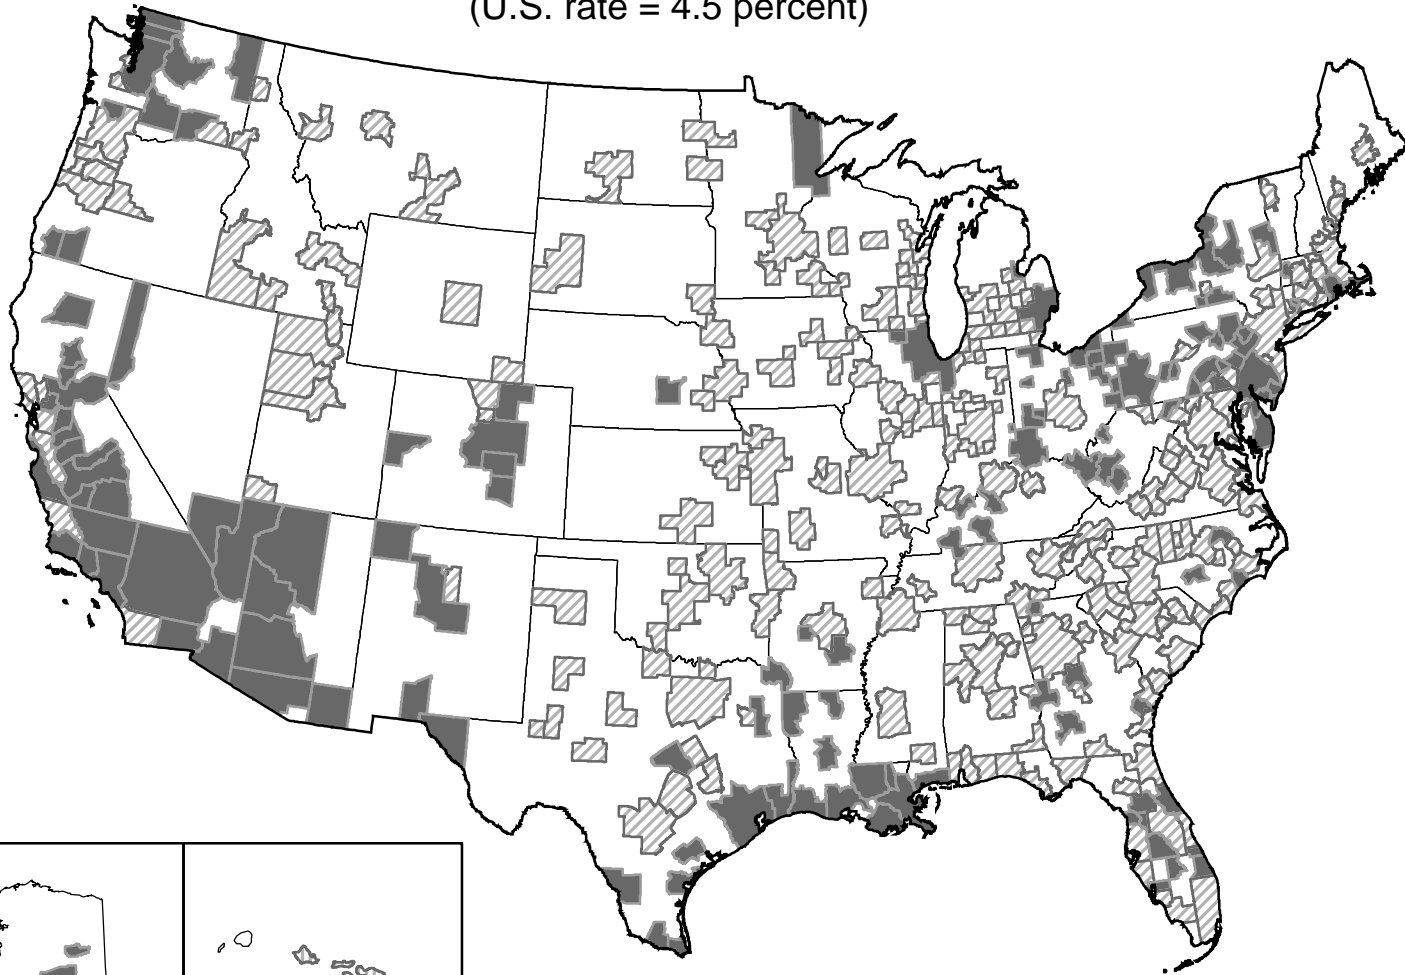 (U.S. rate = 4.5 percent)